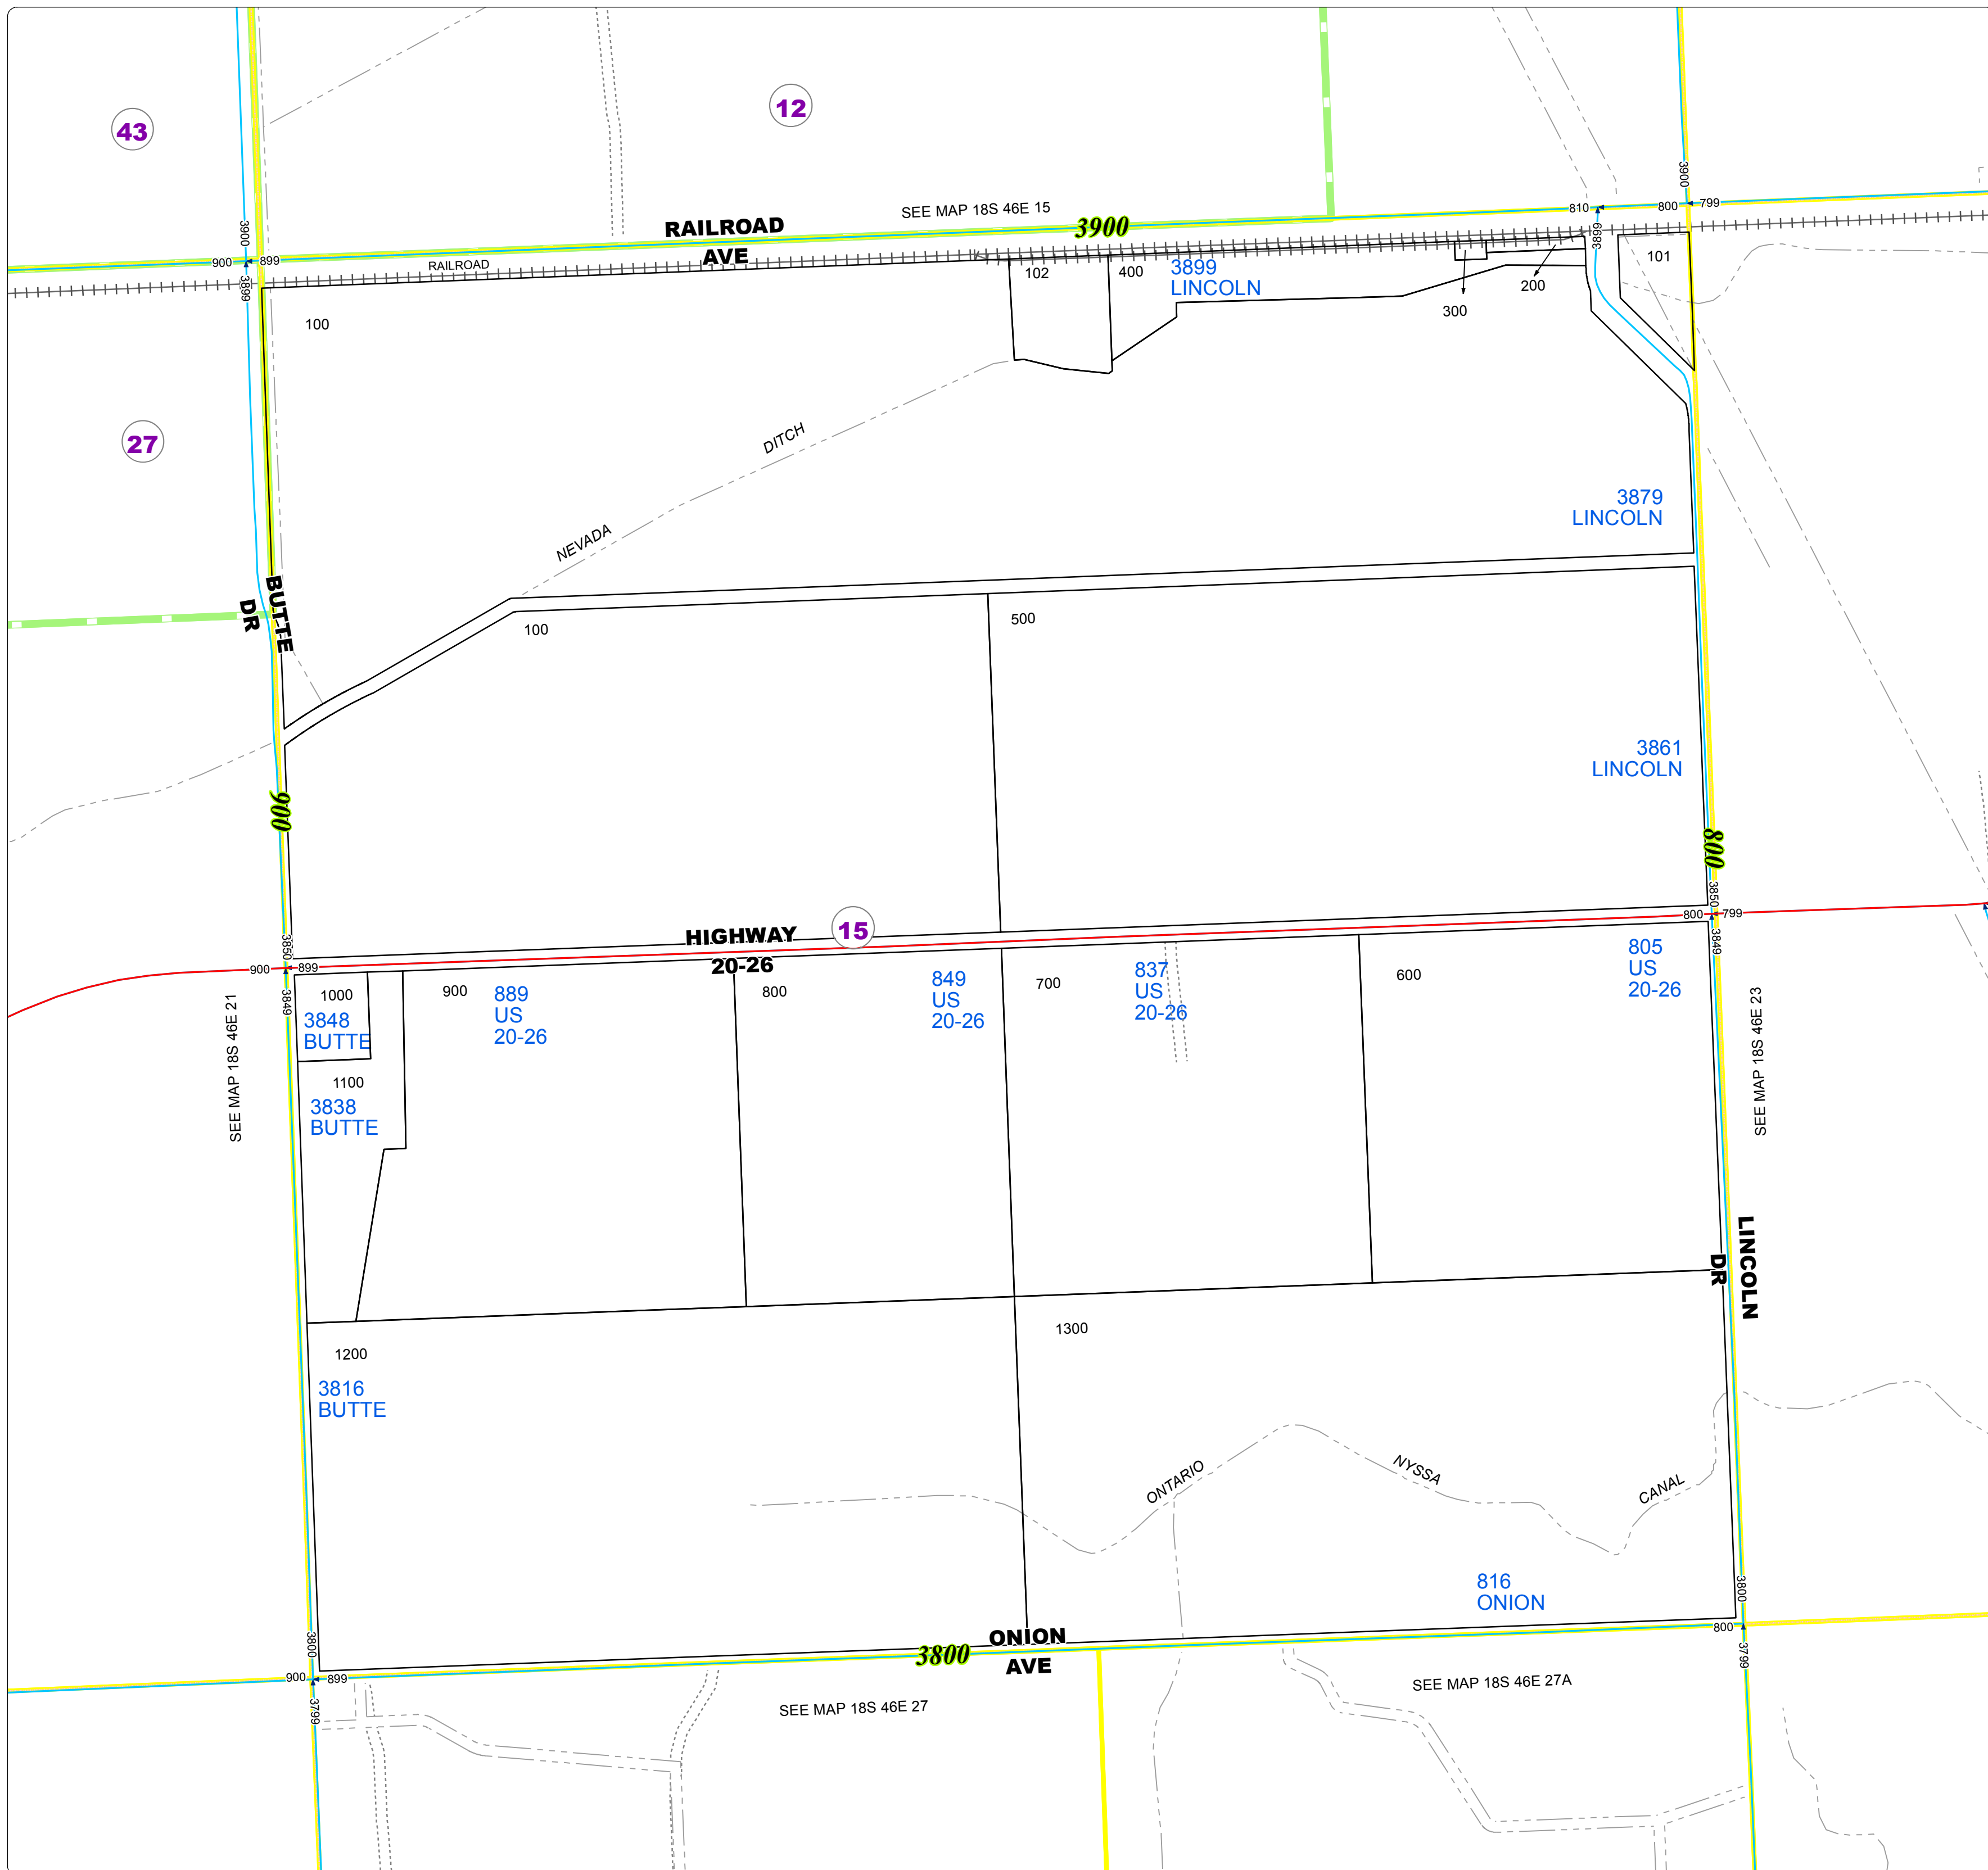 43
12
27
SEE MAP 18S 46E 15
RAILROAD
AVE
3900
RAILROAD
3900
900
899
3899
3900
810
800
799
3899
100
102
400
3899
LINCOLN
300
200
101
DITCH
NEVADA
3879
LINCOLN
BUTTE
DR
100
500
3861
LINCOLN
900
800
3850
800
799
3849
HIGHWAY
20-26
15
3850
900
899
3849
SEE MAP 18S 46E 21
1000
3848
BUTTE
900
889
US
20-26
800
849
US
20-26
700
837
US
20-26
600
805
US
20-26
SEE MAP 18S 46E 23
1100
3838
BUTTE
LINCOLN
DR
1200
3816
BUTTE
1300
ONTARIO
NYSSA
CANAL
816
ONION
3800
800
3799
ONION
AVE
3800
3800
900
899
3799
SEE MAP 18S 46E 27
SEE MAP 18S 46E 27A